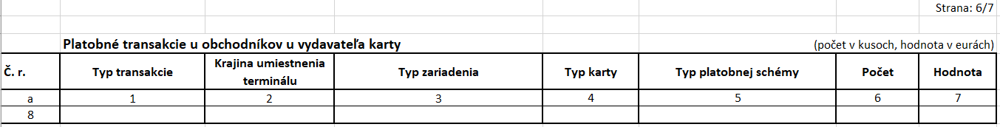 Strana: 6/7
Platobné transakcie u obchodníkov u vydavateľa karty (počet v kusoch, hodnota v eurách)
Č. r. Typ transakcie Krajina umiestnenia terminálu Typ zariadenia Typ karty Typ platobnej schémy Počet Hodnota
a 1 2 3 4 5 6 7
8